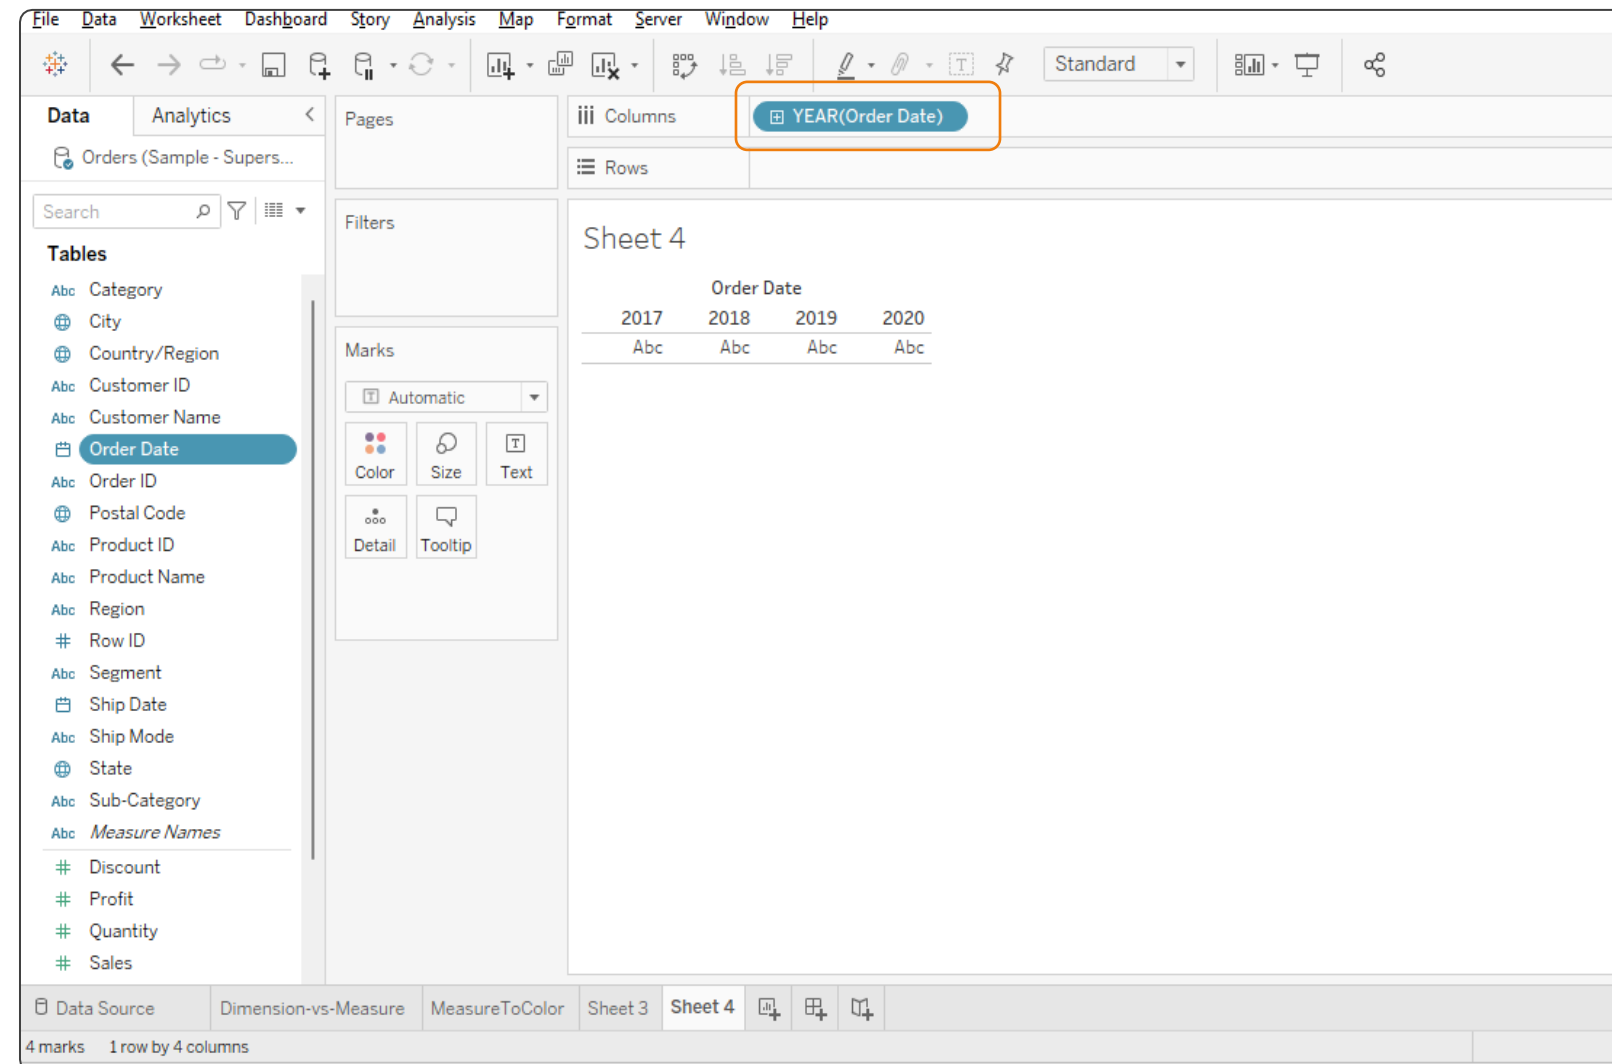 File Data Worksheet Dashboard Story Analysis Map Format Server Window Help
Standard
Data Analytics
Orders (Sample - Supers...
Search
Tables
Abc Category
City
Country/Region
Abc Customer ID
Abc Customer Name
Order Date
Abc Order ID
Postal Code
Abc Product ID
Abc Product Name
Abc Region
# Row ID
Abc Segment
Ship Date
Abc Ship Mode
State
Abc Sub-Category
Abc Measure Names
# Discount
# Profit
# Quantity
# Sales
Pages
Filters
Marks
T Automatic
Color Size Text
Detail Tooltip
Columns YEAR(Order Date)
Rows
Sheet 4
Order Date
2017 2018 2019 2020
Abc Abc Abc Abc
Data Source Dimension-vs-Measure MeasureToColor Sheet 3 Sheet 4
4 marks 1 row by 4 columns